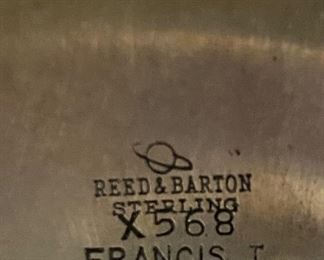 REED & BARTON
STERLING
X568
FRANCIS I